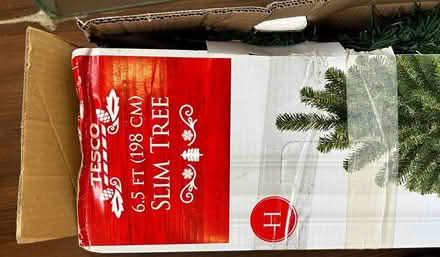 TESCO
6.5 FT (198 CM)
SLIM TREE
H